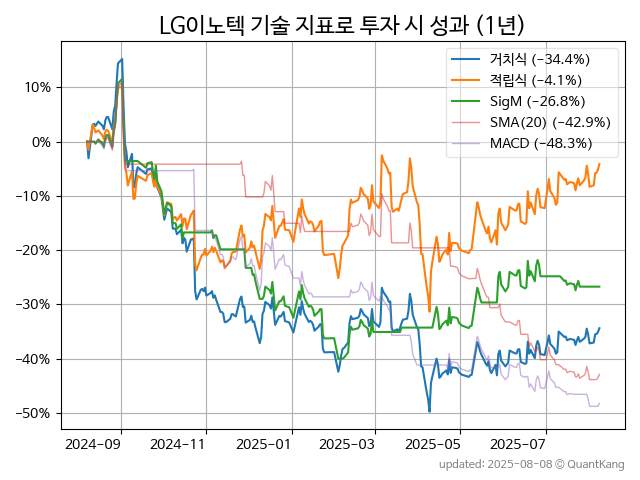 LG이노텍 기술 지표로 투자 시 성과 (1년)
거치식 (−34.4%)
적립식 (−4.1%)
SigM (−26.8%)
SMA(20) (−42.9%)
MACD (−48.3%)
10%
0%
−10%
−20%
−30%
−40%
−50%
2024-09
2024-11
2025-01
2025-03
2025-05
2025-07
updated: 2025-08-08 © QuantKang